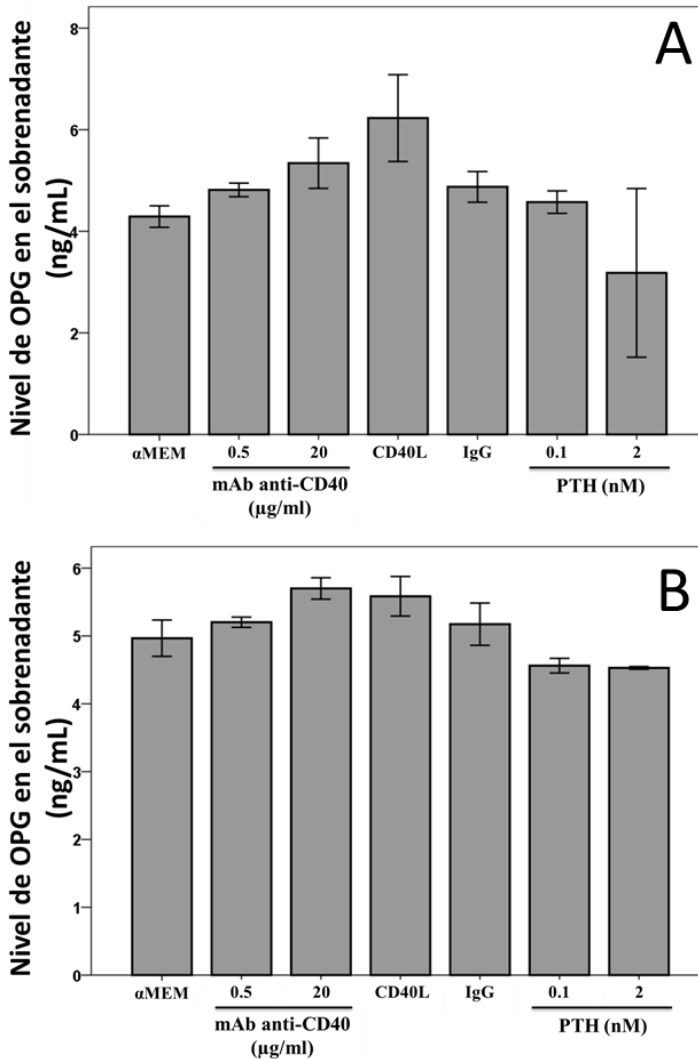 A
Nivel de OPG en el sobrenadante
(ng/mL)
8
6
4
2
0
αMEM 0.5 20 CD40L IgG 0.1 2
mAb anti-CD40 PTH (nM)
(µg/ml)
B
Nivel de OPG en el sobrenadante
(ng/mL)
6
5
4
3
2
1
0
αMEM 0.5 20 CD40L IgG 0.1 2
mAb anti-CD40 PTH (nM)
(µg/ml)